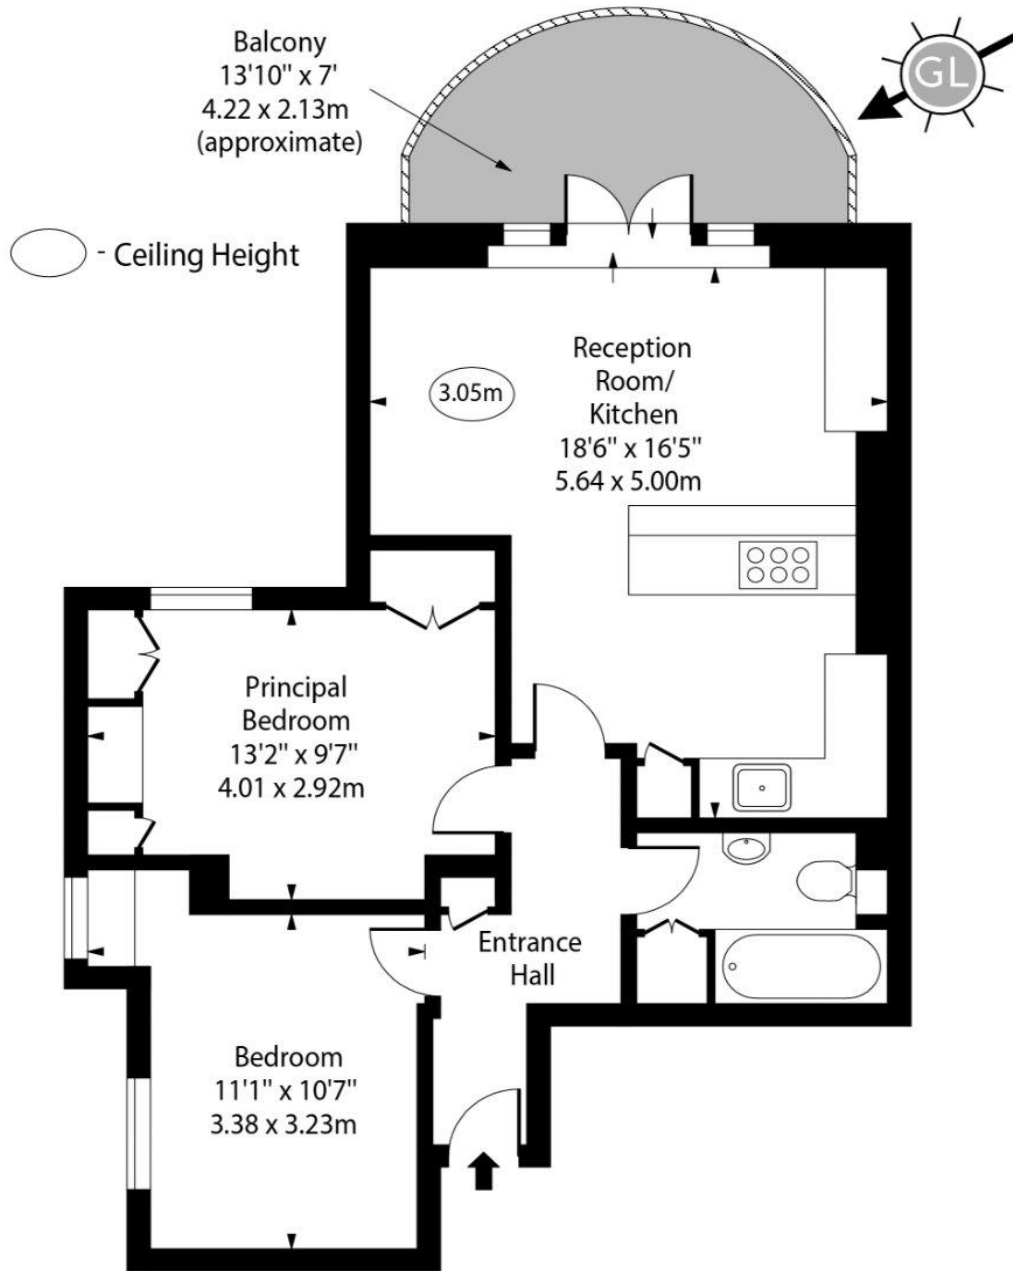 Balcony
13'10" x 7'
4.22 x 2.13m
(approximate)
GL
- Ceiling Height
Reception
Room/
Kitchen
18'6" x 16'5"
5.64 x 5.00m
3.05m
Principal
Bedroom
13'2" x 9'7"
4.01 x 2.92m
Entrance
Hall
Bedroom
11'1" x 10'7"
3.38 x 3.23m